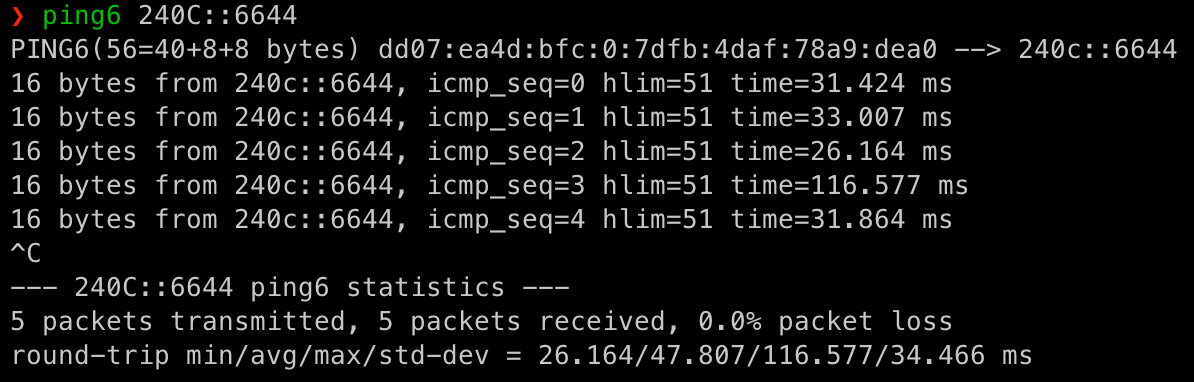 ❯ ping6 240C::6644
PING6(56=40+8+8 bytes) dd07:ea4d:bfc:0:7dfb:4daf:78a9:dea0 --> 240c::6644
16 bytes from 240c::6644, icmp_seq=0 hlim=51 time=31.424 ms
16 bytes from 240c::6644, icmp_seq=1 hlim=51 time=33.007 ms
16 bytes from 240c::6644, icmp_seq=2 hlim=51 time=26.164 ms
16 bytes from 240c::6644, icmp_seq=3 hlim=51 time=116.577 ms
16 bytes from 240c::6644, icmp_seq=4 hlim=51 time=31.864 ms
^C
--- 240C::6644 ping6 statistics ---
5 packets transmitted, 5 packets received, 0.0% packet loss
round-trip min/avg/max/std-dev = 26.164/47.807/116.577/34.466 ms